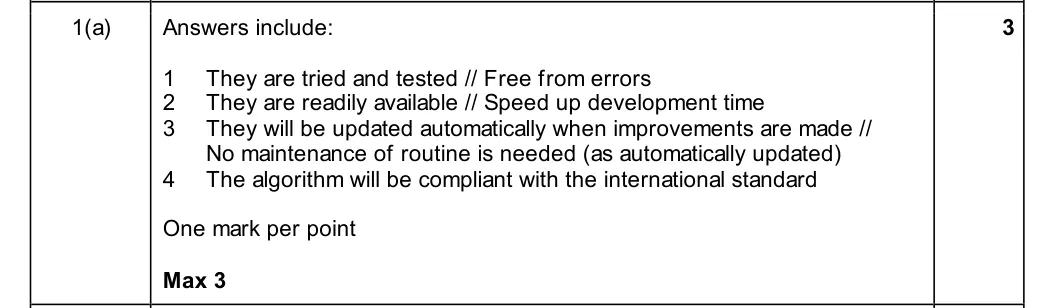 1(a) Answers include: 3
1 They are tried and tested // Free from errors
2 They are readily available // Speed up development time
3 They will be updated automatically when improvements are made //
No maintenance of routine is needed (as automatically updated)
4 The algorithm will be compliant with the international standard
One mark per point
Max 3